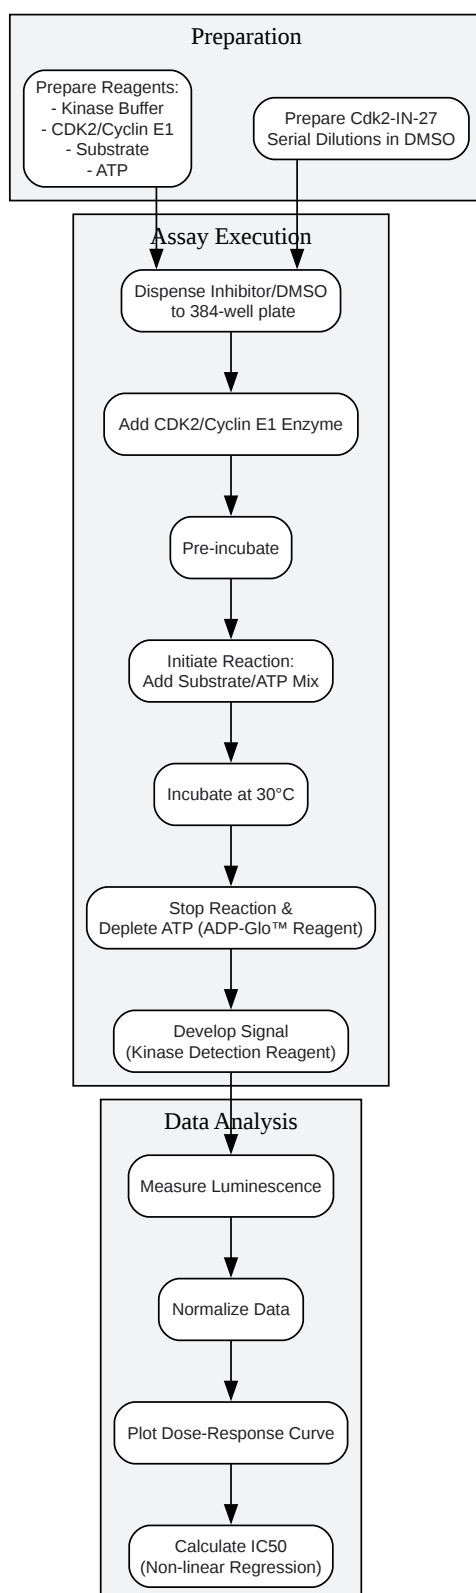 Preparation
Prepare Reagents:
- Kinase Buffer
- CDK2/Cyclin E1
- Substrate
- ATP
Prepare Cdk2-IN-27
Serial Dilutions in DMSO
Assay Execution
Dispense Inhibitor/DMSO
to 384-well plate
Add CDK2/Cyclin E1 Enzyme
Pre-incubate
Initiate Reaction:
Add Substrate/ATP Mix
Incubate at 30°C
Stop Reaction &
Deplete ATP (ADP-Glo™ Reagent)
Develop Signal
(Kinase Detection Reagent)
Data Analysis
Measure Luminescence
Normalize Data
Plot Dose-Response Curve
Calculate IC50
(Non-linear Regression)